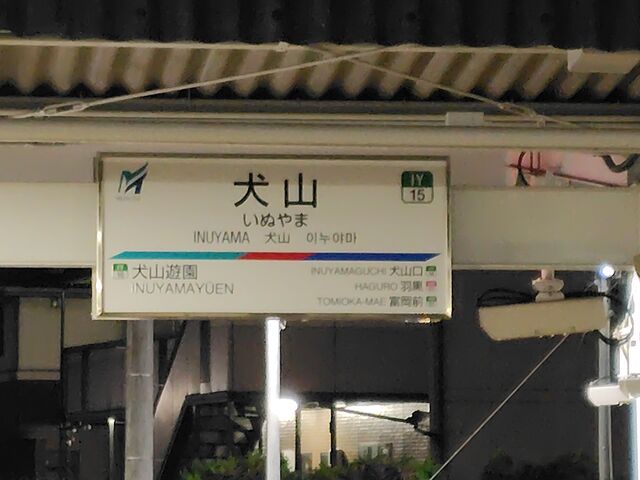 犬山
IY
15
いぬやま
INUYAMA 犬山 이누야마
犬山遊園
INUYAMAYŪEN
INUYAMAGUCHI 犬山口
HAGURO 羽黒
TOMIOKA-MAE 富岡前